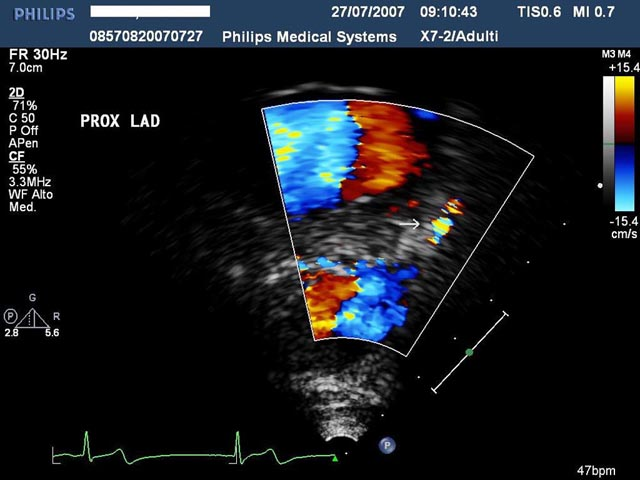 PHILIPS 27/07/2007 09:10:43 TIS0.6 MI 0.7
08570820070727 Philips Medical Systems X7-2/Adulti
FR 30Hz
7.0cm
M3 M4
+15.4
-15.4
cm/s
2D
71%
C 50
P Off
APen
CF
55%
3.3MHz
WF Alto
Med.
PROX LAD
G
P R
2.8 5.6
P
47bpm